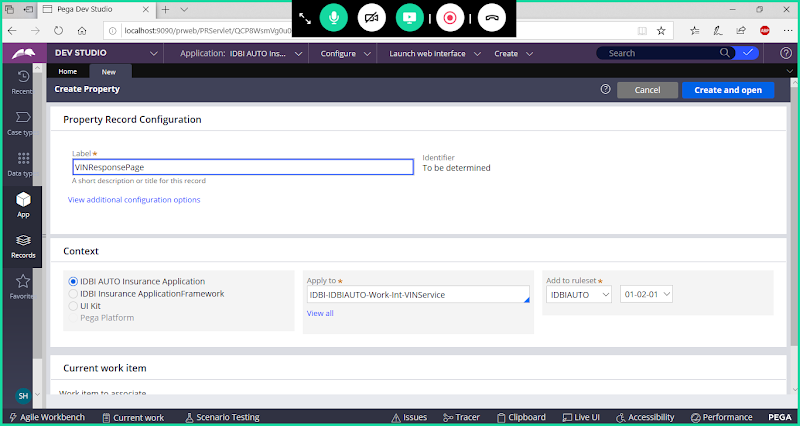 Pega Dev Studio
localhost:9090/prweb/PRServlet/QCP8WsmVg0u0
ABP
DEV STUDIO
Application: IDBI AUTO Ins...
Configure
Launch web interface
Create
Search
Home
New
Recent
Create Property
Cancel
Create and open
Case typ
Data typ
App
Records
Favorite
SH
Property Record Configuration
Label★
VINResponsePage
A short description or title for this record
Identifier
To be determined
View additional configuration options
Context
IDBI AUTO Insurance Application
IDBI Insurance ApplicationFramework
UI Kit
Pega Platform
Apply to ★
IDBI-IDBIAUTO-Work-Int-VINService
View all
Add to ruleset★
IDBIAUTO
01-02-01
Current work item
Work item to associate
Agile Workbench
Current work
Scenario Testing
Issues
Tracer
Clipboard
Live UI
Accessibility
Performance
PEGA